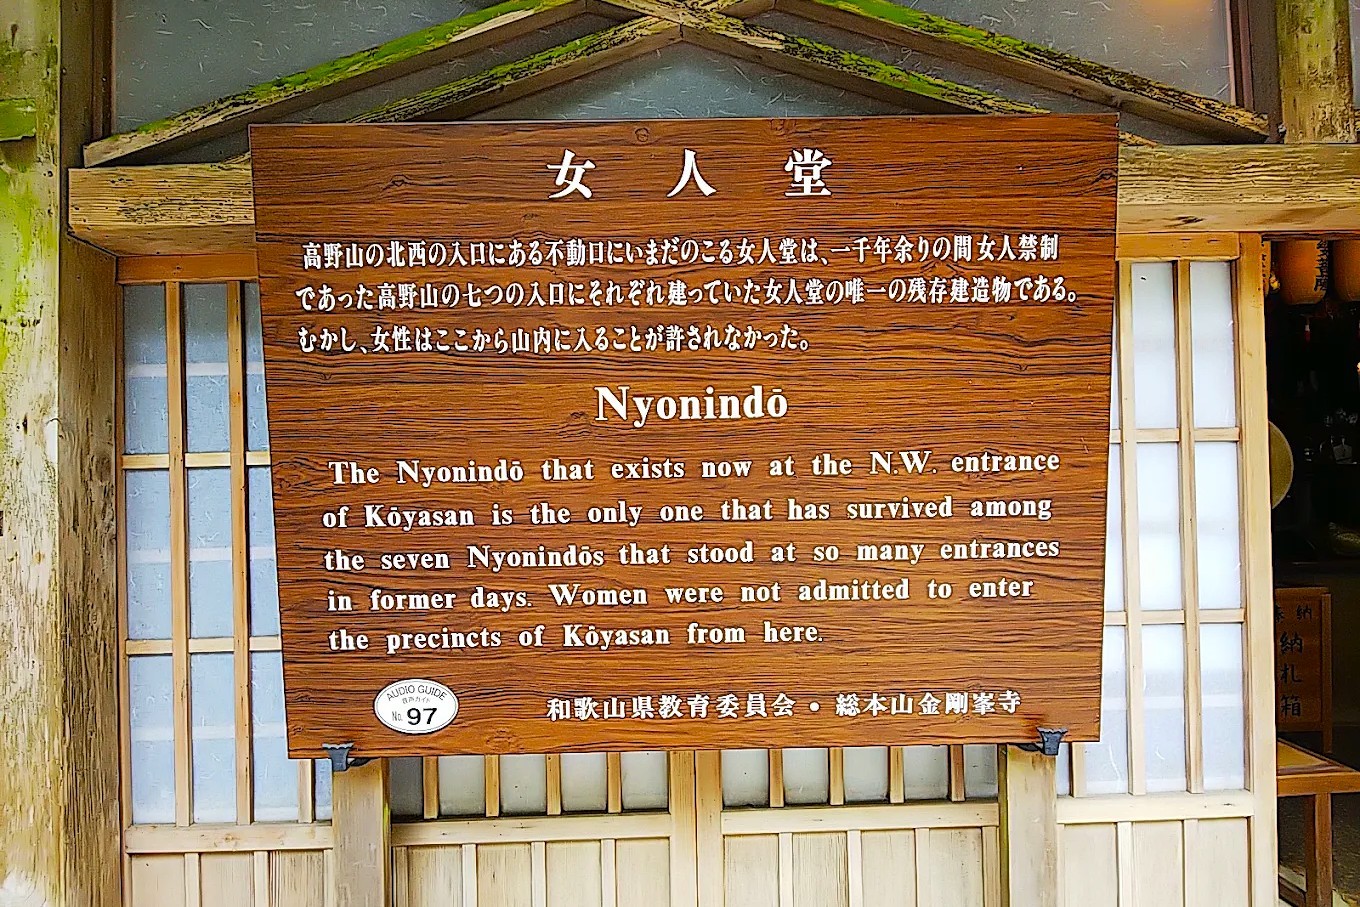 女人堂
高野山の北西の入口にある不動口にいまだのこる女人堂は、一千年余りの間女人禁制
であった高野山の七つの入口にそれぞれ建っていた女人堂の唯一の残存建造物である。
むかし、女性はここから山内に入ることが許されなかった。
Nyonindō
The Nyonindō that exists now at the N.W. entrance
of Kōyasan is the only one that has survived among
the seven Nyonindōs that stood at so many entrances
in former days. Women were not admitted to enter
the precincts of Kōyasan from here.
AUDIO GUIDE
音声ガイド
No. 97
和歌山県教育委員会・総本山金剛峯寺
納札箱